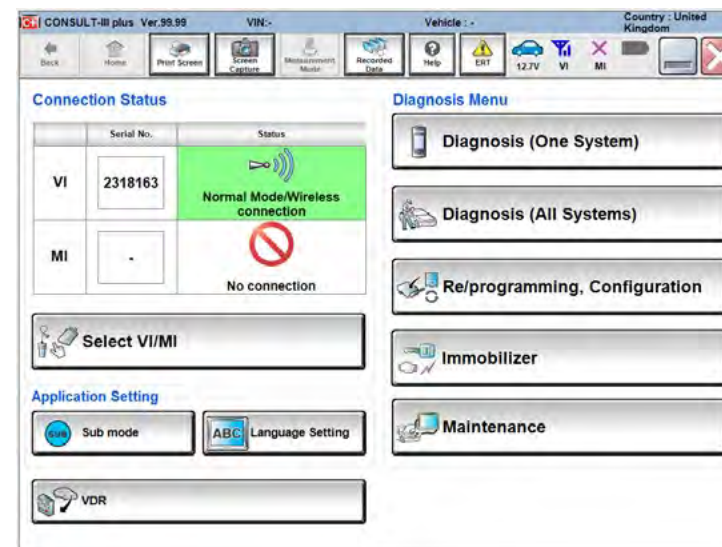 C+ CONSULT-III plus Ver.99.99 VIN:- Vehicle : - Country : United Kingdom
Back Home Print Screen Screen Capture Measurement Mode Recorded Data Help ERT 12.7V VI MI
Connection Status
Serial No. Status
VI 2318163 Normal Mode/Wireless
connection
MI - No connection
Select VI/MI
Application Setting
SUB Sub mode ABC Language Setting
VDR
Diagnosis Menu
Diagnosis (One System)
Diagnosis (All Systems)
Re/programming, Configuration
Immobilizer
Maintenance